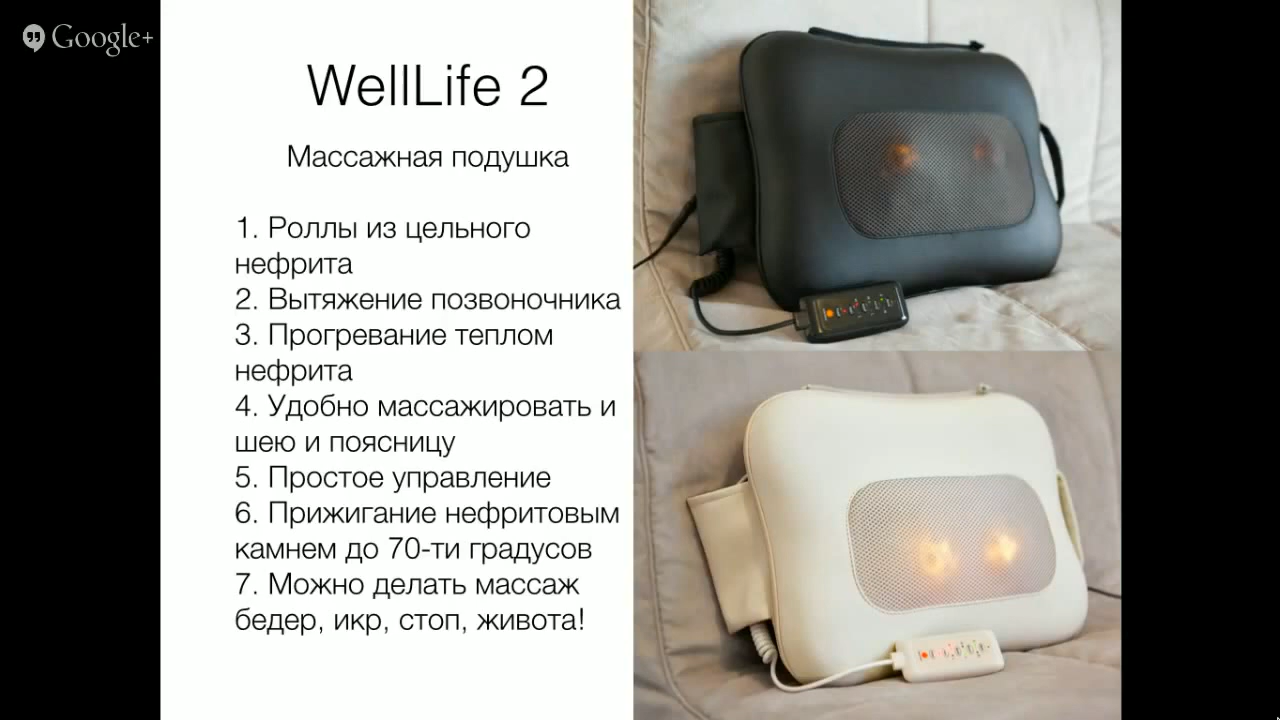 Google+
WellLife 2
Массажная подушка
1. Роллы из цельного
нефрита
2. Вытяжение позвоночника
3. Прогревание теплом
нефрита
4. Удобно массажировать и
шею и поясницу
5. Простое управление
6. Прижигание нефритовым
камнем до 70-ти градусов
7. Можно делать массаж
бедер, икр, стоп, живота!